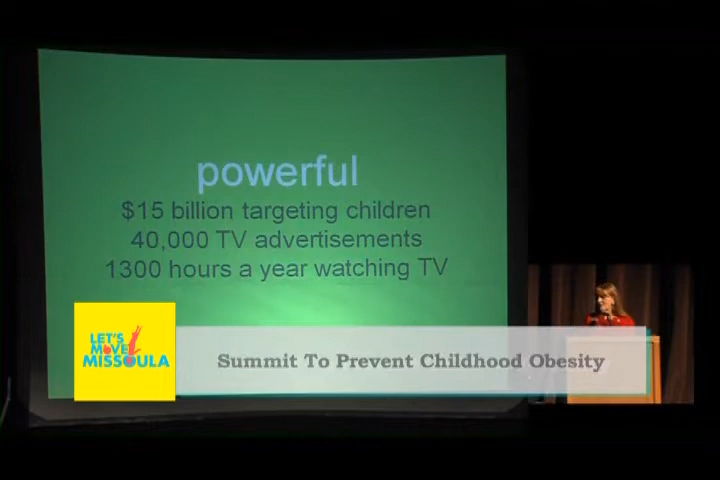 powerful
$15 billion targeting children
40,000 TV advertisements
1300 hours a year watching TV
LET'S
MOVE
MISSOULA
Summit To Prevent Childhood Obesity